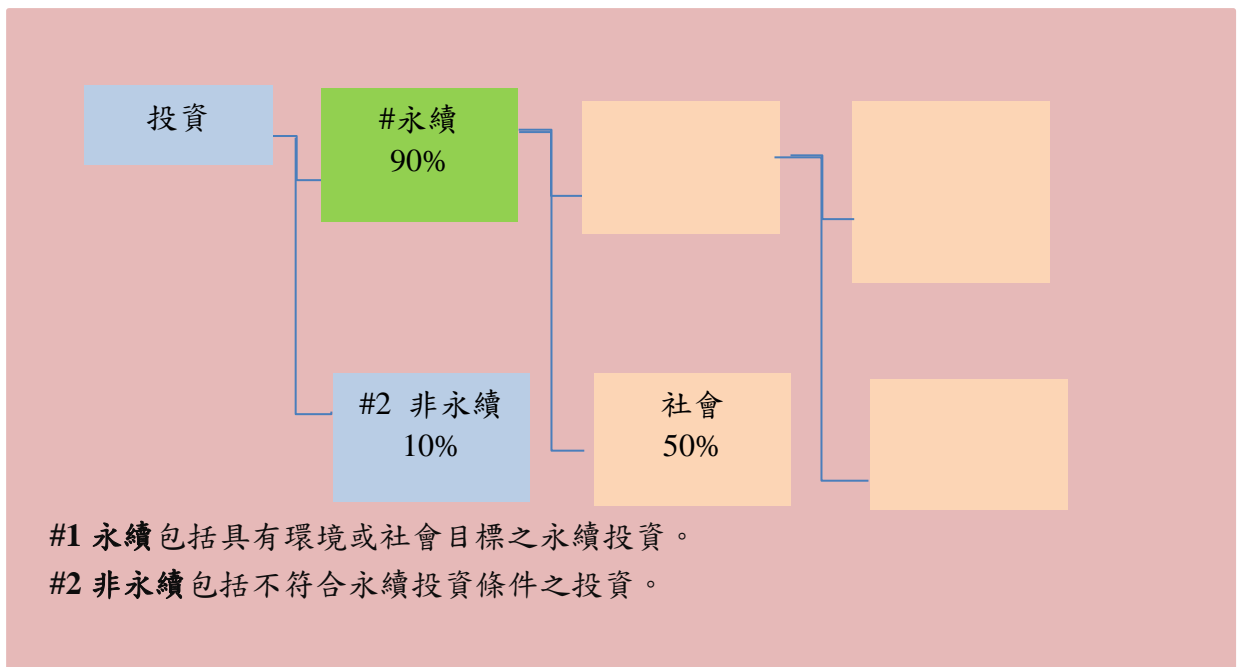 投資
#永續
90%
#2 非永續
10%
社會
50%
#1 永續包括具有環境或社會目標之永續投資。
#2 非永續包括不符合永續投資條件之投資。